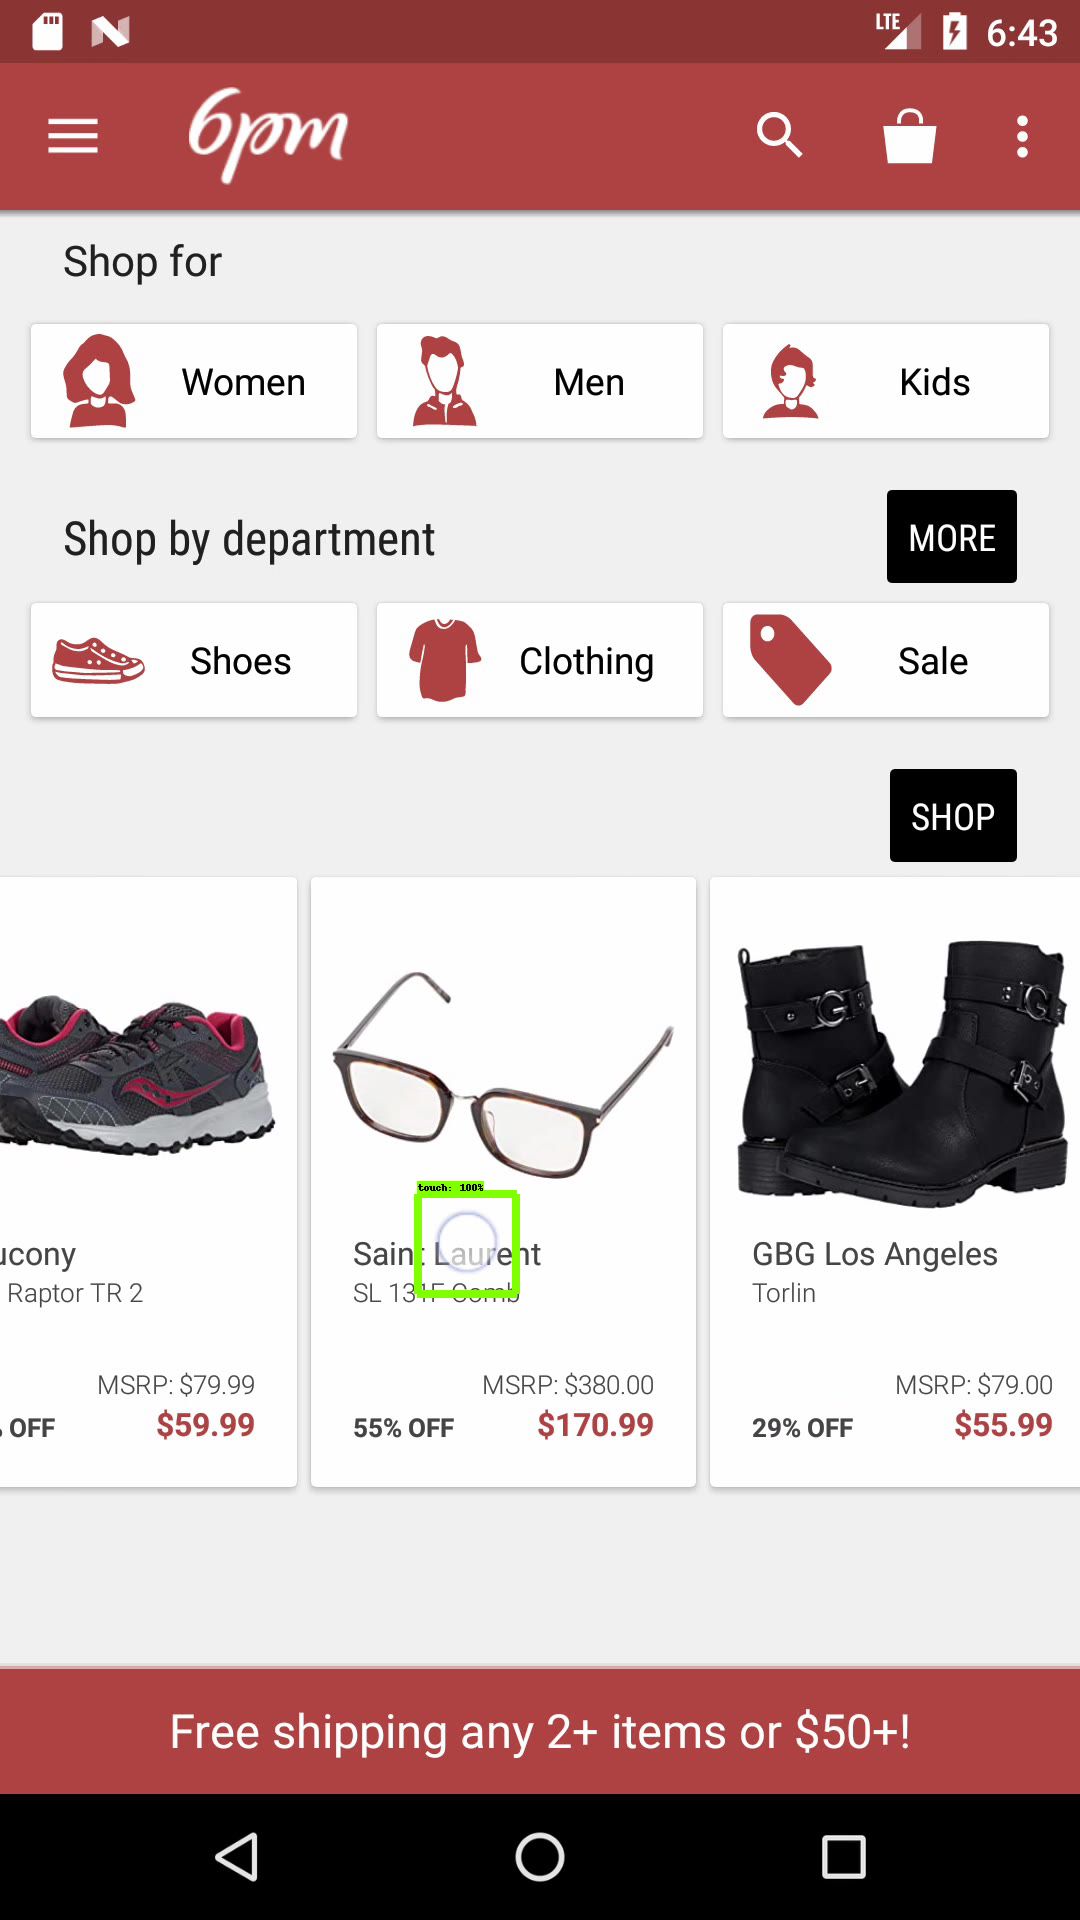 LTE 6:43
6pm
Shop for
Women Men Kids
Shop by department MORE
Shoes Clothing Sale
SHOP
touch: 100%
ucony
Raptor TR 2
MSRP: $79.99
% OFF $59.99
Saint Laurent
SL 131F Comb
MSRP: $380.00
55% OFF $170.99
GBG Los Angeles
Torlin
MSRP: $79.00
29% OFF $55.99
Free shipping any 2+ items or $50+!